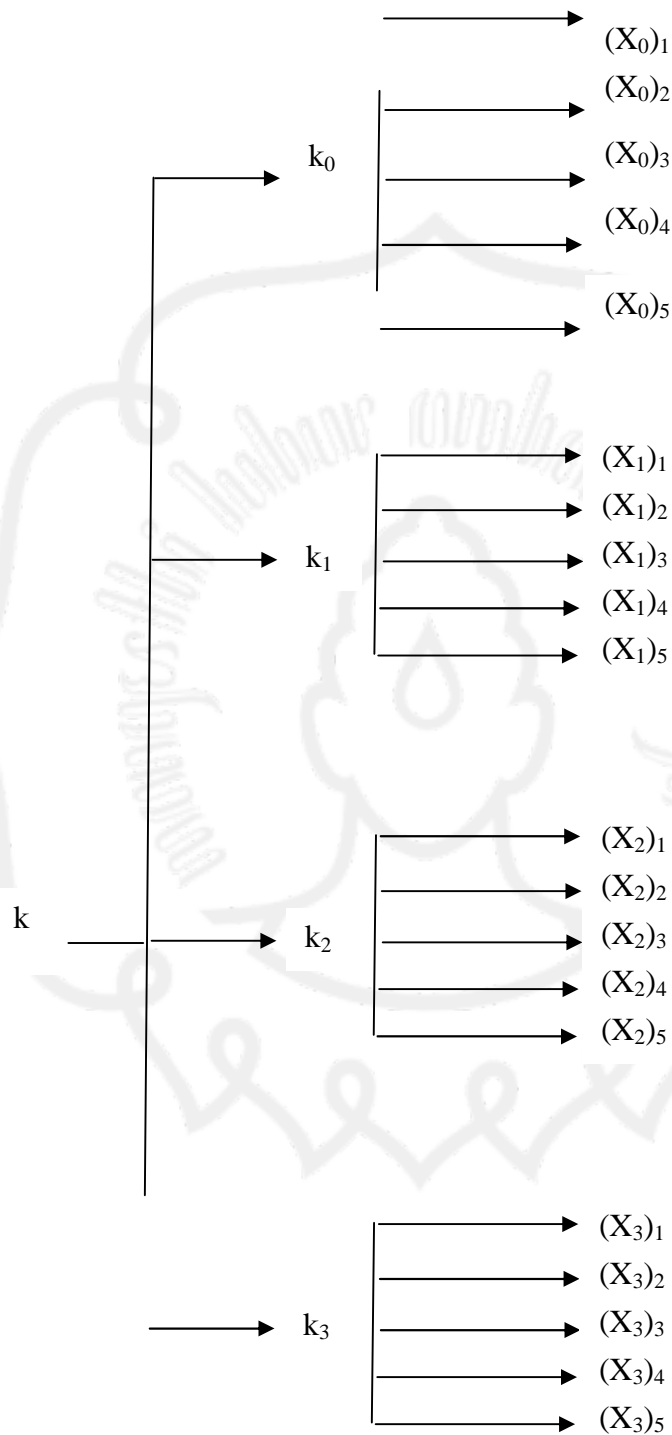 (X₀)₁
(X₀)₂
k₀
(X₀)₃
(X₀)₄
(X₀)₅
(X₁)₁
(X₁)₂
k₁
(X₁)₃
(X₁)₄
(X₁)₅
(X₂)₁
(X₂)₂
k
k₂
(X₂)₃
(X₂)₄
(X₂)₅
(X₃)₁
(X₃)₂
k₃
(X₃)₃
(X₃)₄
(X₃)₅